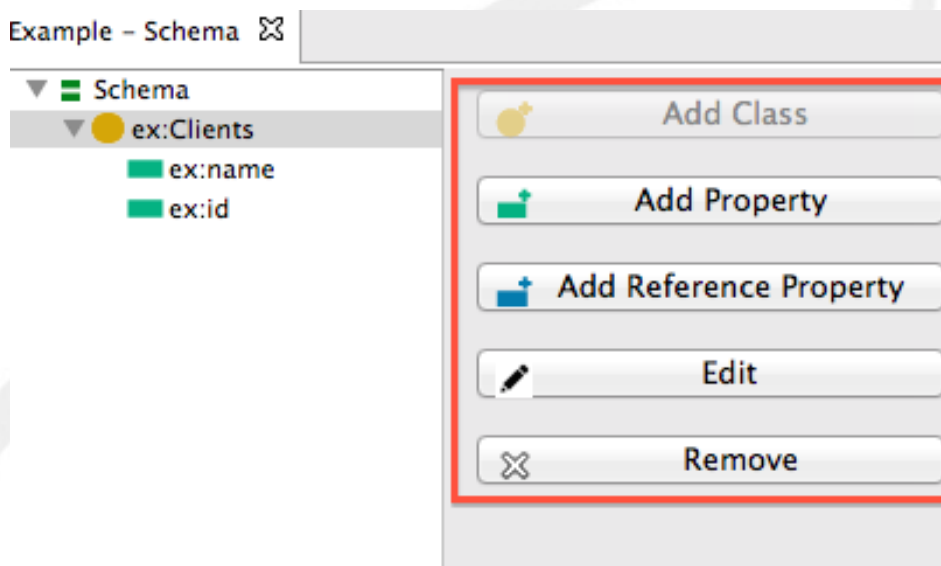 Example – Schema
Schema
ex:Clients
ex:name
ex:id
Add Class
Add Property
Add Reference Property
Edit
Remove